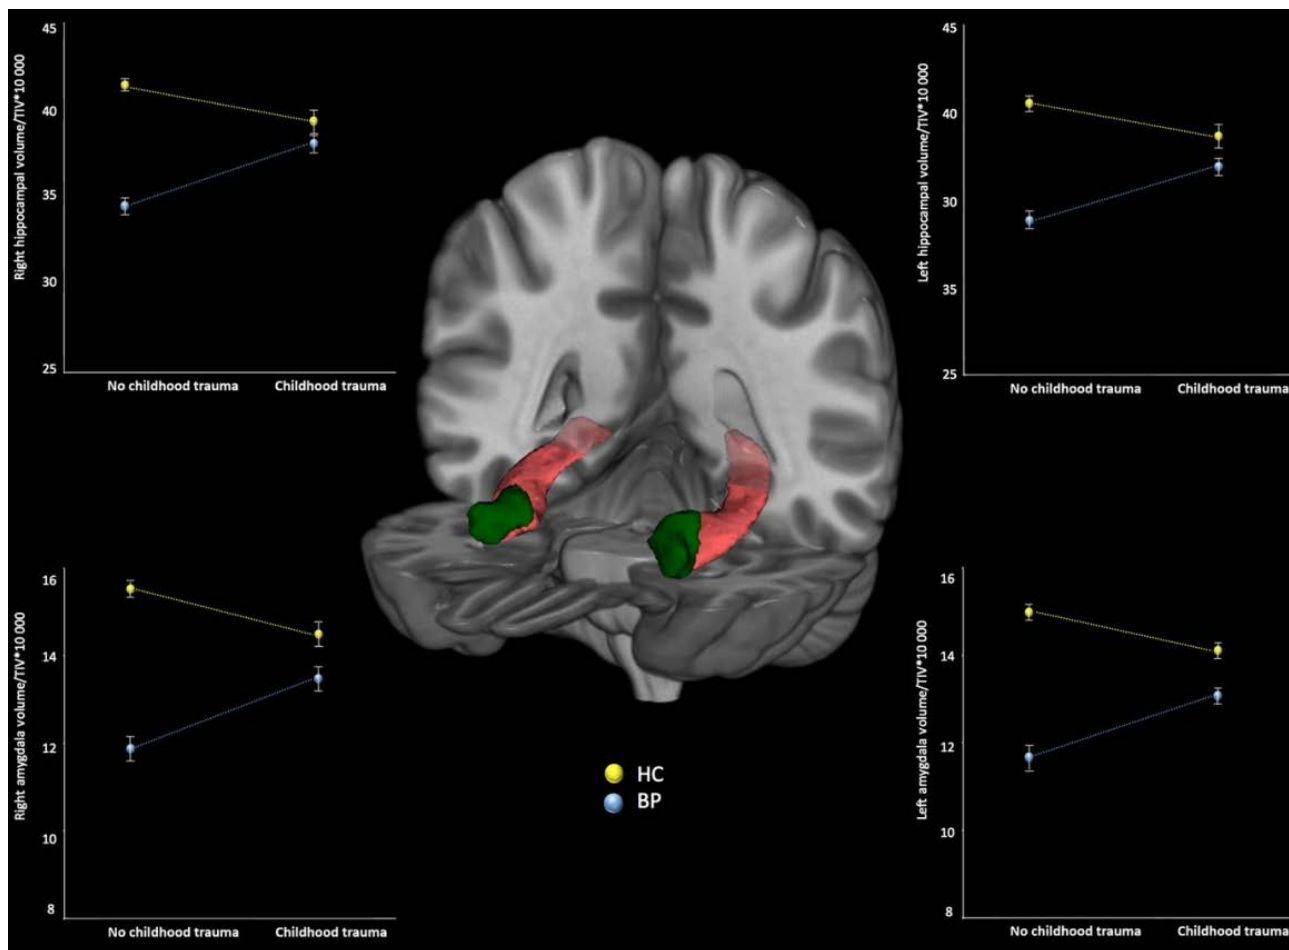 45
40
35
30
25
Right hippocampal volume/TIV*10 000
No childhood trauma
Childhood trauma
45
40
30
35
25
Left hippocampal volume/TIV*10 000
No childhood trauma
Childhood trauma
16
14
12
10
8
Right amygdala volume/TIV*10 000
No childhood trauma
Childhood trauma
HC
BP
16
14
12
10
8
Left amygdala volume/TIV*10 000
No childhood trauma
Childhood trauma